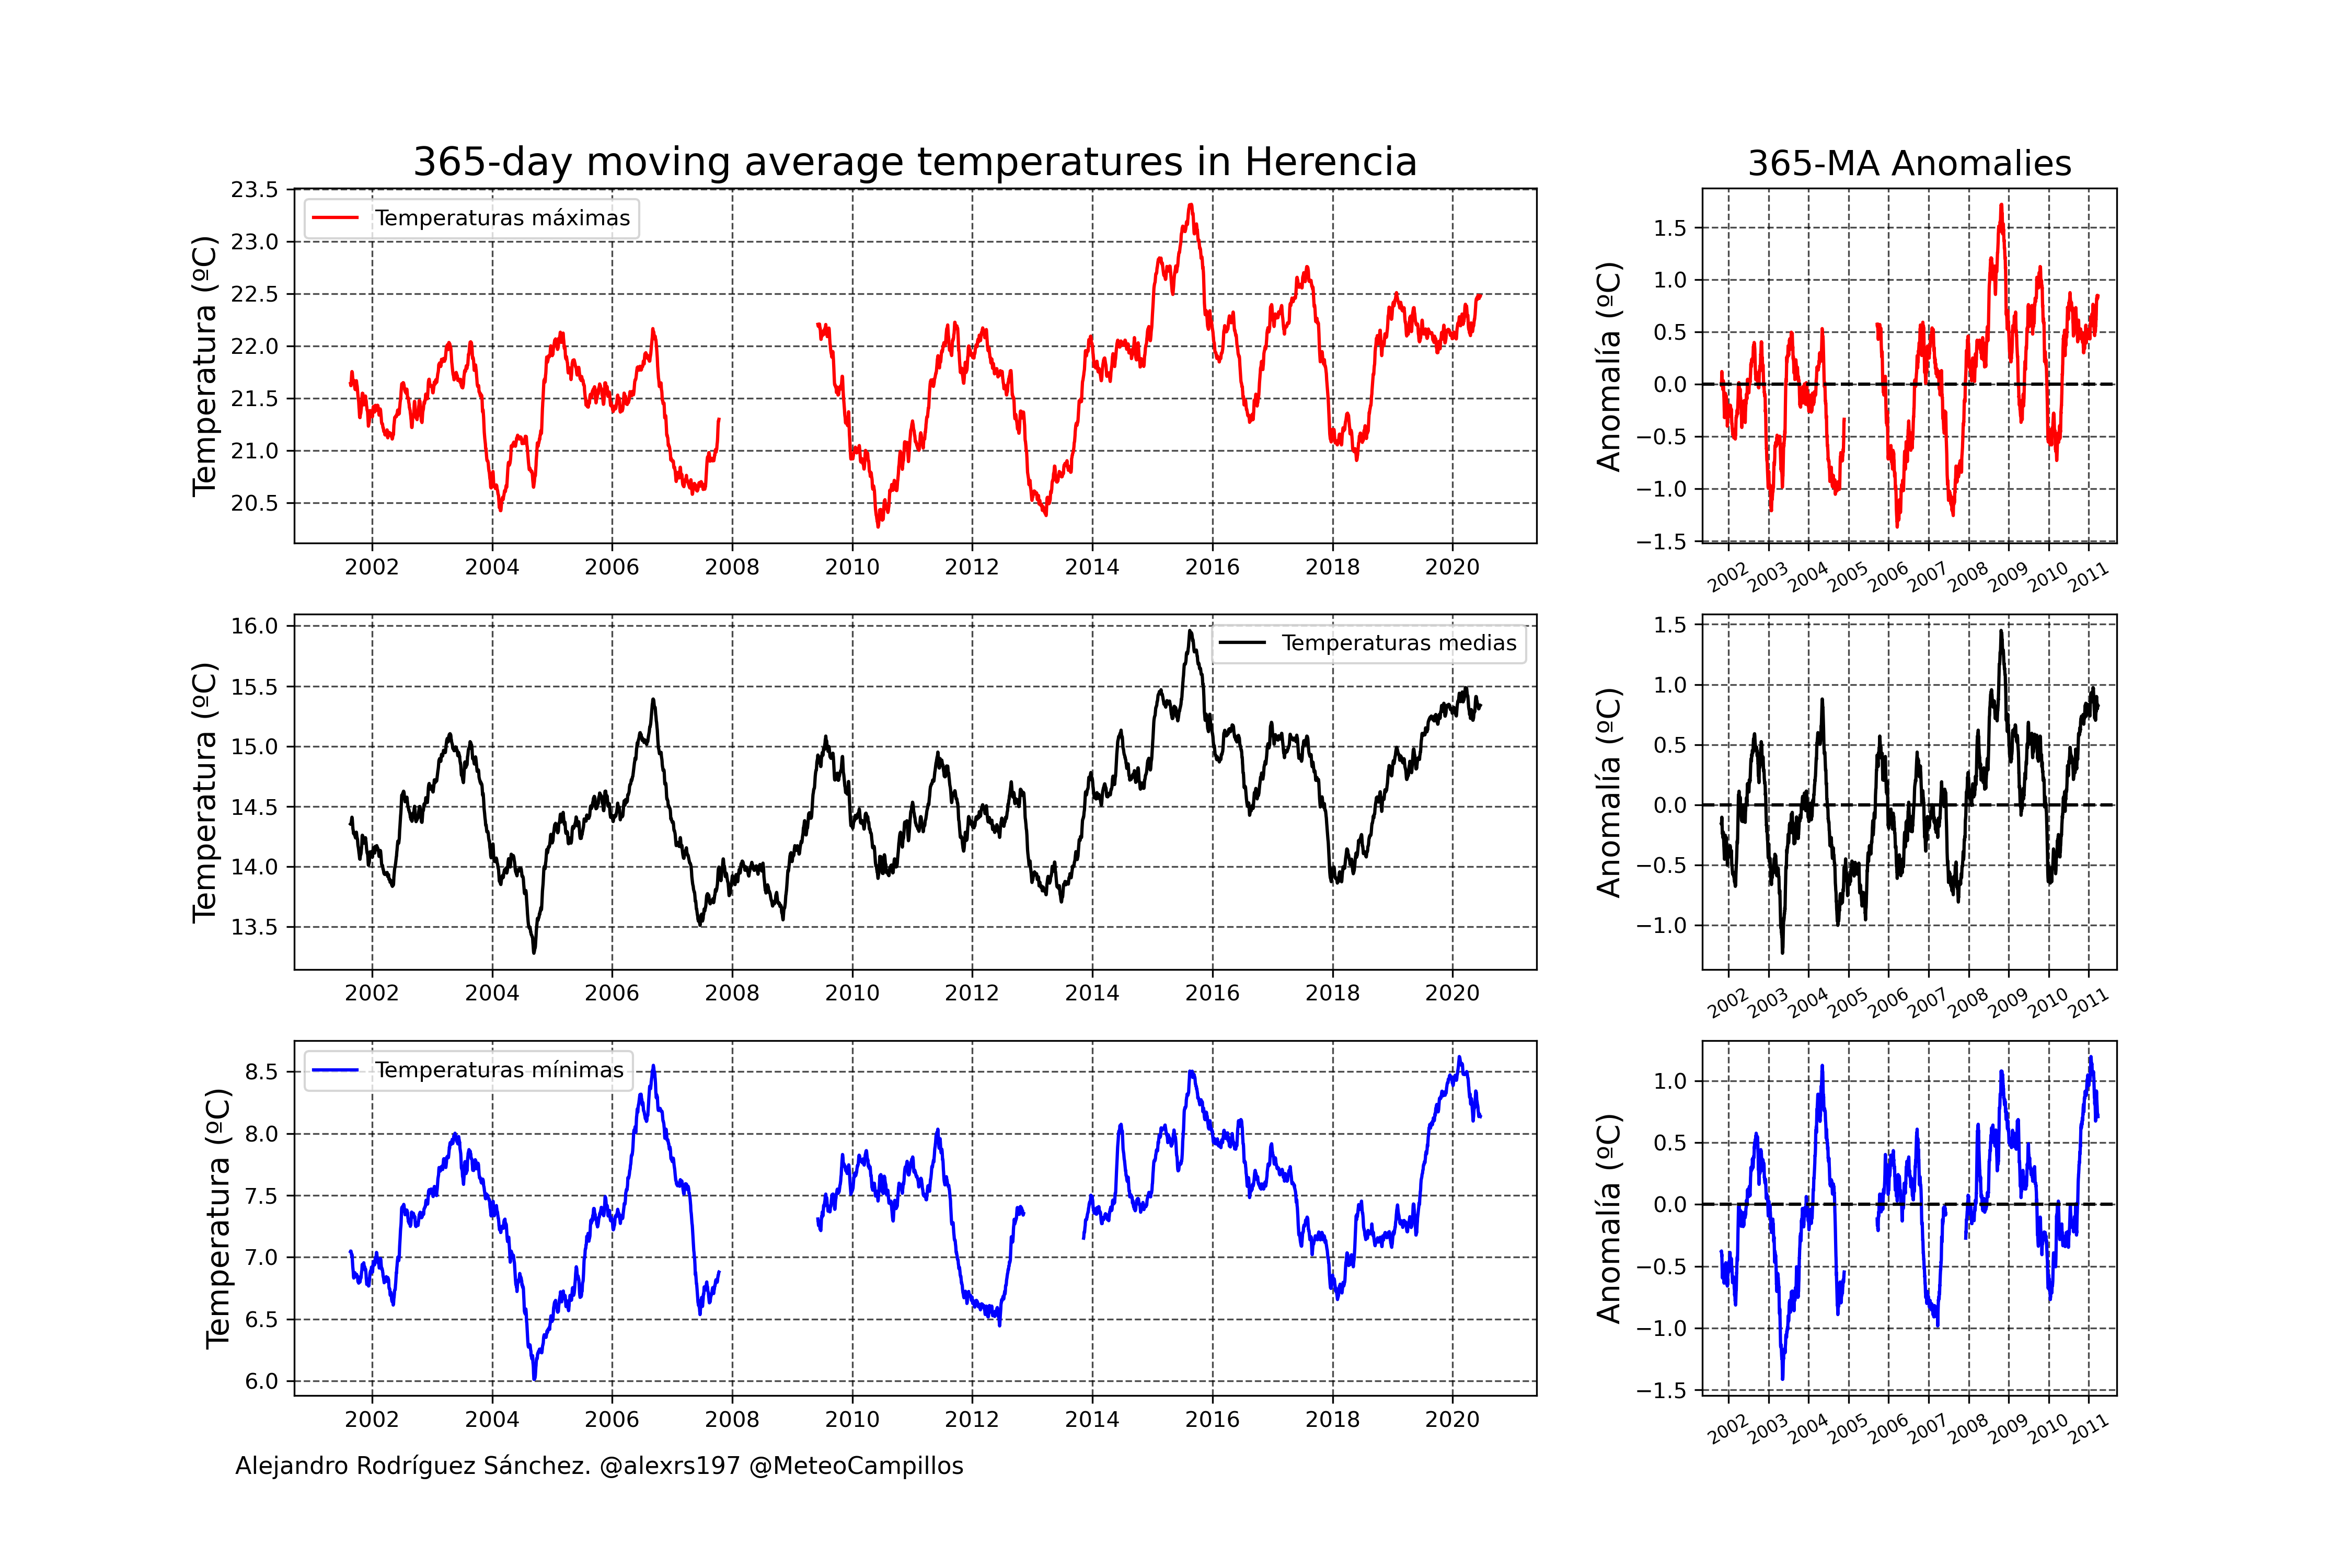 365-day moving average temperatures in Herencia
365-MA Anomalies
Temperatura (ºC)
23.5
23.0
22.5
22.0
21.5
21.0
20.5
Temperaturas máximas
2002 2004 2006 2008 2010 2012 2014 2016 2018 2020
Anomalía (ºC)
1.5
1.0
0.5
0.0
−0.5
−1.0
−1.5
2002 2003 2004 2005 2006 2007 2008 2009 2010 2011
Temperatura (ºC)
16.0
15.5
15.0
14.5
14.0
13.5
Temperaturas medias
2002 2004 2006 2008 2010 2012 2014 2016 2018 2020
Anomalía (ºC)
1.5
1.0
0.5
0.0
−0.5
−1.0
2002 2003 2004 2005 2006 2007 2008 2009 2010 2011
Temperatura (ºC)
8.5
8.0
7.5
7.0
6.5
6.0
Temperaturas mínimas
2002 2004 2006 2008 2010 2012 2014 2016 2018 2020
Anomalía (ºC)
1.0
0.5
0.0
−0.5
−1.0
−1.5
2002 2003 2004 2005 2006 2007 2008 2009 2010 2011
Alejandro Rodríguez Sánchez. @alexrs197 @MeteoCampillos